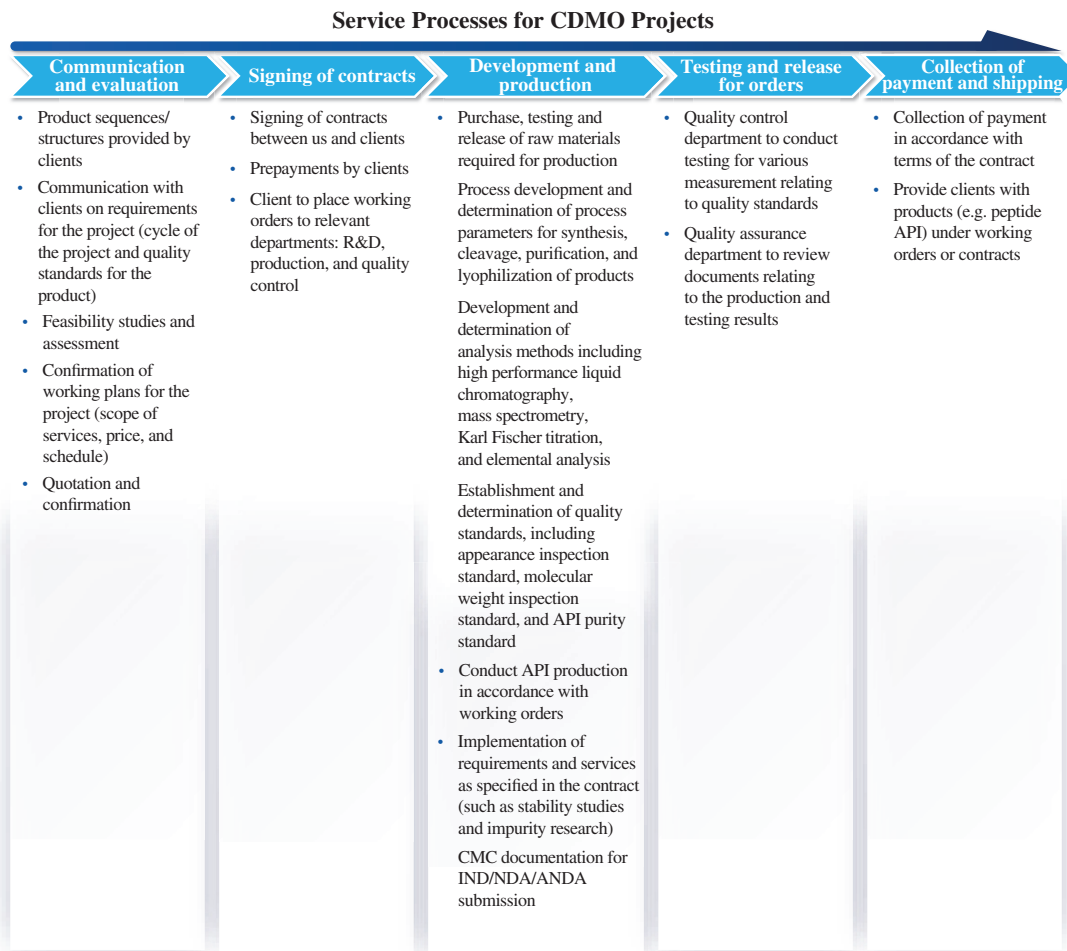 Service Processes for CDMO Projects
Communication
and evaluation
• Product sequences/
structures provided by
clients
• Communication with
clients on requirements
for the project (cycle of
the project and quality
standards for the
product)
• Feasibility studies and
assessment
• Confirmation of
working plans for the
project (scope of
services, price, and
schedule)
• Quotation and
confirmation
Signing of contracts
• Signing of contracts
between us and clients
• Prepayments by clients
• Client to place working
orders to relevant
departments: R&D,
production, and quality
control
Development and
production
• Purchase, testing and
release of raw materials
required for production
Process development and
determination of process
parameters for synthesis,
cleavage, purification, and
lyophilization of products
Development and
determination of
analysis methods including
high performance liquid
chromatography,
mass spectrometry,
Karl Fischer titration,
and elemental analysis
Establishment and
determination of quality
standards, including
appearance inspection
standard, molecular
weight inspection
standard, and API purity
standard
• Conduct API production
in accordance with
working orders
• Implementation of
requirements and services
as specified in the contract
(such as stability studies
and impurity research)
CMC documentation for
IND/NDA/ANDA
submission
Testing and release
for orders
• Quality control
department to conduct
testing for various
measurement relating
to quality standards
• Quality assurance
department to review
documents relating
to the production and
testing results
Collection of
payment and shipping
• Collection of payment
in accordance with
terms of the contract
• Provide clients with
products (e.g. peptide
API) under working
orders or contracts